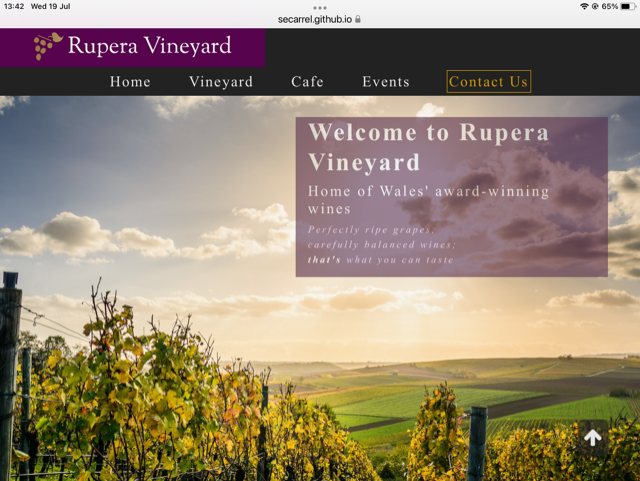 13:42 Wed 19 Jul
65%
secarrel.github.io
Rupera Vineyard
Home Vineyard Cafe Events Contact Us
Welcome to Rupera
Vineyard
Home of Wales' award-winning
wines
Perfectly ripe grapes,
carefully balanced wines;
that's what you can taste